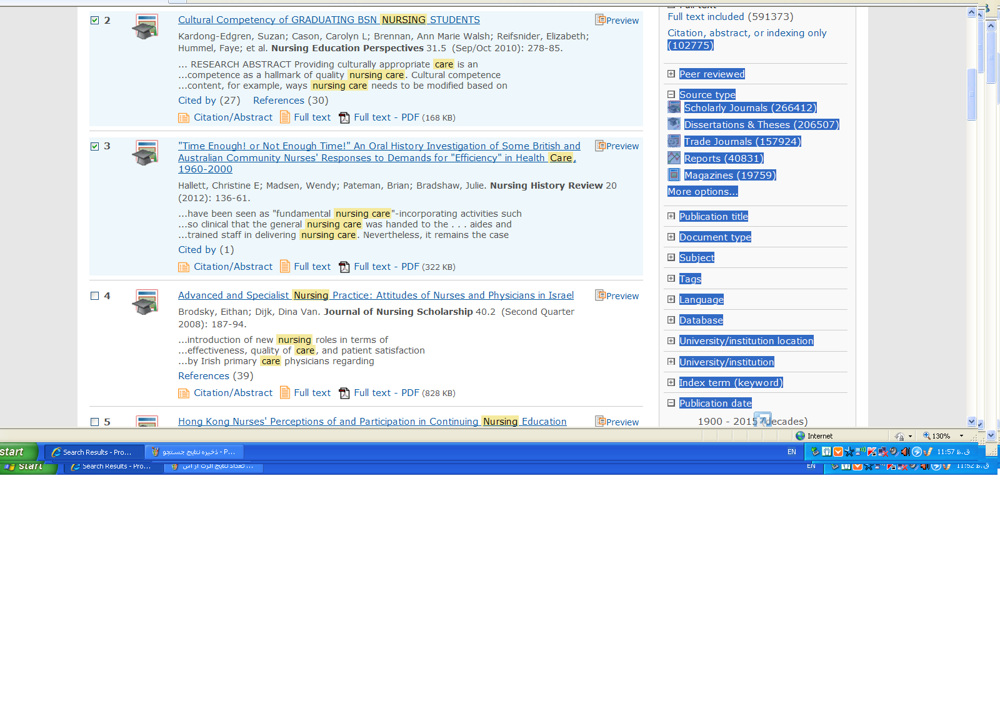 2
Cultural Competency of GRADUATING BSN NURSING STUDENTS
Preview
Kardong-Edgren, Suzan; Cason, Carolyn L; Brennan, Ann Marie Walsh; Reifsnider, Elizabeth;
Hummel, Faye; et al. Nursing Education Perspectives 31.5 (Sep/Oct 2010): 278-85.
... RESEARCH ABSTRACT Providing culturally appropriate care is an
...competence as a hallmark of quality nursing care. Cultural competence
...content, for example, ways nursing care needs to be modified based on
Cited by (27) References (30)
Citation/Abstract Full text Full text - PDF (168 KB)
3
"Time Enough! or Not Enough Time!" An Oral History Investigation of Some British and
Australian Community Nurses' Responses to Demands for "Efficiency" in Health Care,
1960-2000
Preview
Hallett, Christine E; Madsen, Wendy; Pateman, Brian; Bradshaw, Julie. Nursing History Review 20
(2012): 136-61.
...have been seen as "fundamental nursing care"-incorporating activities such
...so clinical that the general nursing care was handed to the . . . aides and
...trained staff in delivering nursing care. Nevertheless, it remains the case
Cited by (1)
Citation/Abstract Full text Full text - PDF (322 KB)
4
Advanced and Specialist Nursing Practice: Attitudes of Nurses and Physicians in Israel
Preview
Brodsky, Eithan; Dijk, Dina Van. Journal of Nursing Scholarship 40.2 (Second Quarter
2008): 187-94.
...introduction of new nursing roles in terms of
...effectiveness, quality of care, and patient satisfaction
...by Irish primary care physicians regarding
References (39)
Citation/Abstract Full text Full text - PDF (828 KB)
5
Hong Kong Nurses' Perceptions of and Participation in Continuing Nursing Education
Preview
Full text
Full text included (591373)
Citation, abstract, or indexing only
(102775)
Peer reviewed
Source type
Scholarly Journals (266412)
Dissertations & Theses (206507)
Trade Journals (157924)
Reports (40831)
Magazines (19759)
More options...
Publication title
Document type
Subject
Tags
Language
Database
University/institution location
University/institution
Index term (keyword)
Publication date
1900 - 2015 ecades)
Internet
130%
start
Search Results - Pro...
ذخیره نتایج جستجو - P...
EN
11:57 ق.ظ
start
Search Results - Pro...
تعداد نتایج الرت ار اس ...
EN
11:52 ق.ظ